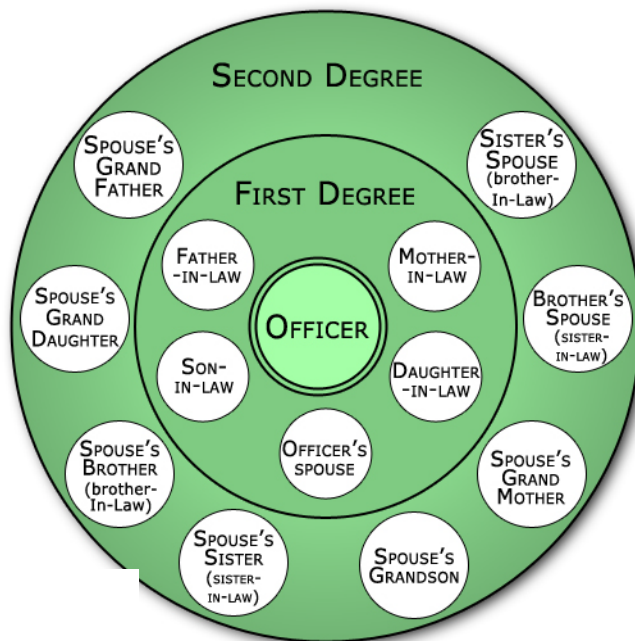 SECOND DEGREE
SPOUSE'S
GRAND
FATHER
SISTER'S
SPOUSE
(brother-
In-Law)
FIRST DEGREE
FATHER
-IN-LAW
MOTHER-
IN-LAW
SPOUSE'S
GRAND
DAUGHTER
OFFICER
BROTHER'S
SPOUSE
(SISTER-
IN-LAW)
SON-
IN-LAW
DAUGHTER
-IN-LAW
SPOUSE'S
BROTHER
(brother-
In-Law)
OFFICER'S
SPOUSE
SPOUSE'S
GRAND
MOTHER
SPOUSE'S
SISTER
(SISTER-
IN-LAW)
SPOUSE'S
GRANDSON